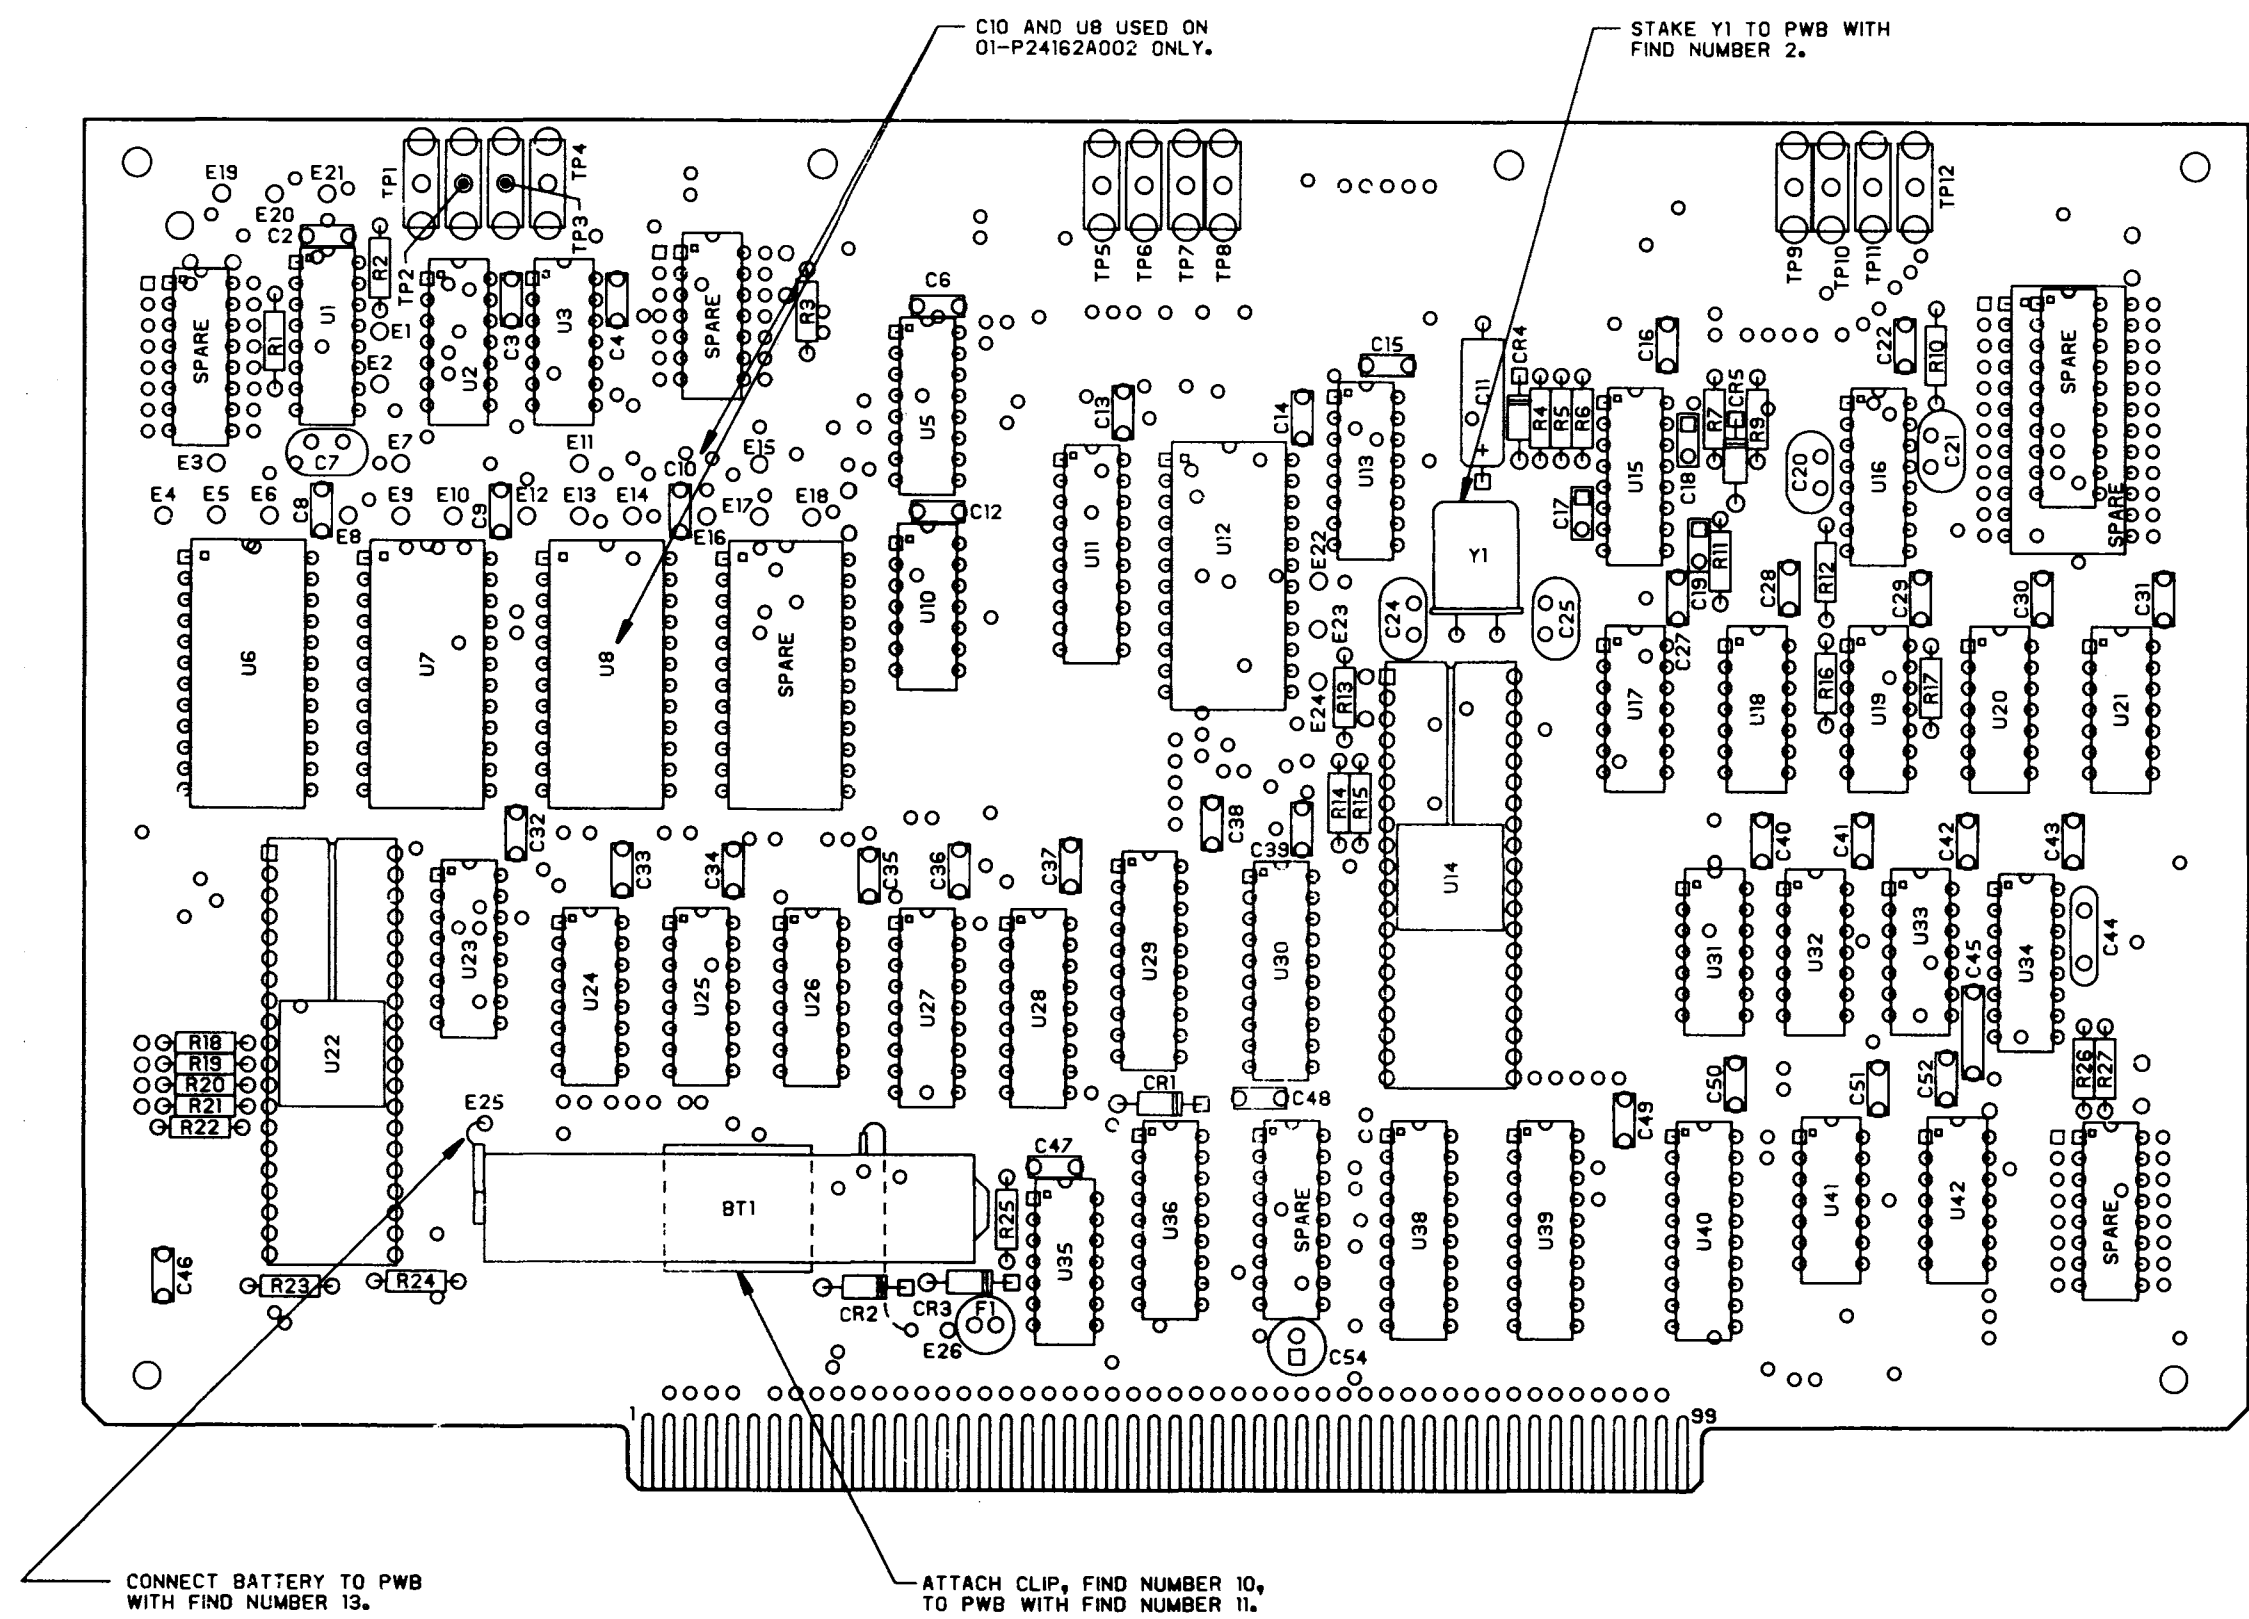 C10 AND U8 USED ON
01-P24162A002 ONLY.
STAKE Y1 TO PWB WITH
FIND NUMBER 2.
E19
E21
E20
C2
TP1
TP2
TP3
TP4
TP5
TP6
TP7
TP8
TP9
TP10
TP11
TP12
SPARE
R1
U1
R2
E1
E2
U2
C3
U3
C4
SPARE
R3
C6
U5
C13
C14
C15
U13
C11
+
CR4
R4
R5
R6
C16
U15
C18
R7
CR5
R9
C20
U16
C22
R10
C21
SPARE
SPARE
E3
C7
E7
E11
C10
E15
E4
E5
E6
C8
E8
E9
E10
C9
E12
E13
E14
E16
E17
E18
C12
U10
U11
U12
E22
E23
E24
Y1
C17
C19
R11
C24
C25
C27
C28
R12
C29
C30
C31
U6
U7
U8
SPARE
R13
U17
U18
R16
U19
R17
U20
U21
C32
C33
C34
C35
C36
C37
C38
C39
R14
R15
U14
C40
C41
C42
C43
U22
U23
U24
U25
U26
U27
U28
U29
U30
U31
U32
U33
C45
U34
C44
R18
R19
R20
R21
R22
E25
CR1
C48
C49
C50
C51
C52
R26
R27
BT1
R25
C47
U35
U36
SPARE
U38
U39
U40
U41
U42
SPARE
C46
R23
R24
CR2
CR3
F1
E26
C54
1
99
CONNECT BATTERY TO PWB
WITH FIND NUMBER 13.
ATTACH CLIP, FIND NUMBER 10,
TO PWB WITH FIND NUMBER 11.